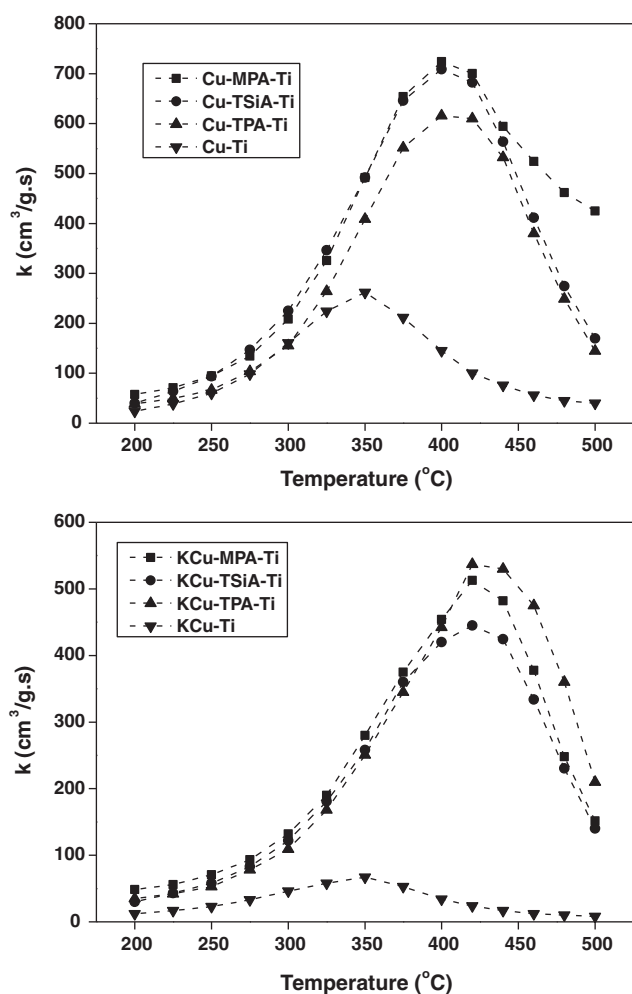 800
700
600
500
400
300
200
100
0
k (cm³/g.s)
Cu-MPA-Ti
Cu-TSiA-Ti
Cu-TPA-Ti
Cu-Ti
200 250 300 350 400 450 500
Temperature (°C)
600
500
400
300
200
100
0
k (cm³/g.s)
KCu-MPA-Ti
KCu-TSiA-Ti
KCu-TPA-Ti
KCu-Ti
200 250 300 350 400 450 500
Temperature (°C)